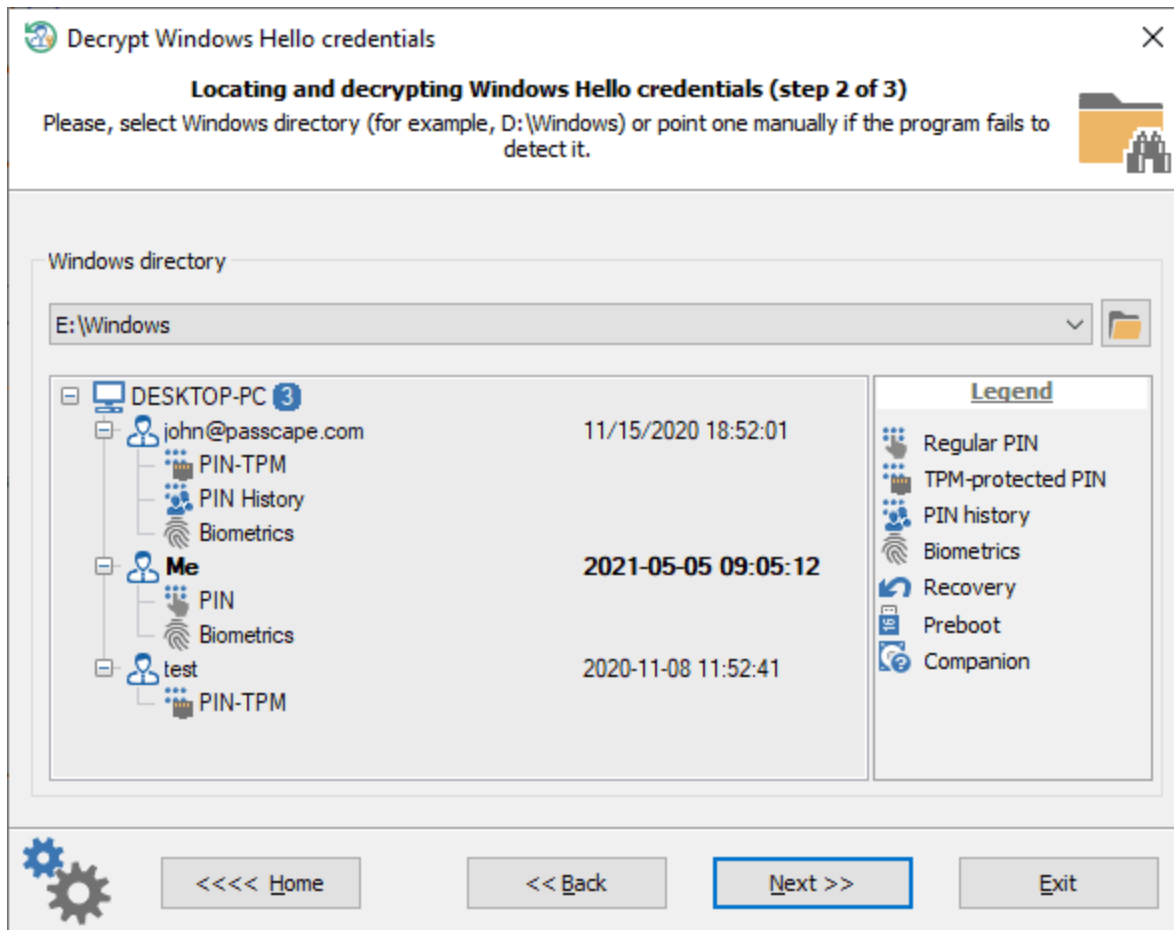 Decrypt Windows Hello credentials
Locating and decrypting Windows Hello credentials (step 2 of 3)
Please, select Windows directory (for example, D:\Windows) or point one manually if the program fails to
detect it.
Windows directory
E:\Windows
DESKTOP-PC 3
john@passcape.com 11/15/2020 18:52:01
PIN-TPM
PIN History
Biometrics
Me 2021-05-05 09:05:12
PIN
Biometrics
test 2020-11-08 11:52:41
PIN-TPM
Legend
Regular PIN
TPM-protected PIN
PIN history
Biometrics
Recovery
Preboot
Companion
<<<< Home
<< Back
Next >>
Exit